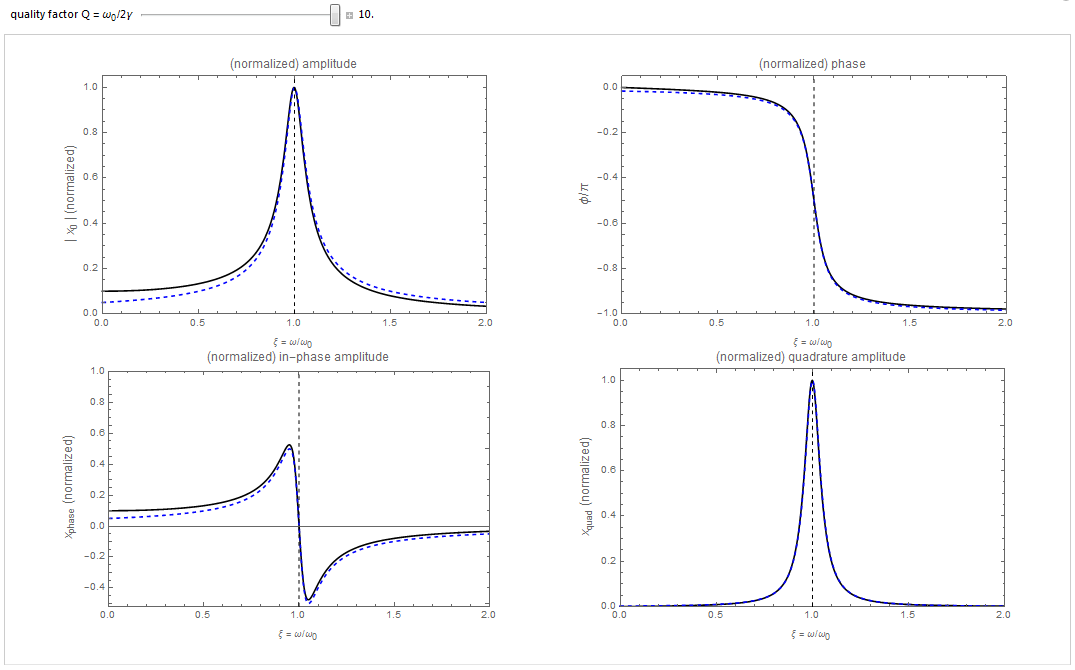 quality factor Q = ω₀/2γ 10.
(normalized) amplitude
| x₀ | (normalized)
1.0
0.8
0.6
0.4
0.2
0.0
0.0 0.5 1.0 1.5 2.0
ξ = ω/ω₀
(normalized) phase
ϕ/π
0.0
−0.2
−0.4
−0.6
−0.8
−1.0
0.0 0.5 1.0 1.5 2.0
ξ = ω/ω₀
(normalized) in−phase amplitude
xphase (normalized)
1.0
0.8
0.6
0.4
0.2
0.0
−0.2
−0.4
0.0 0.5 1.0 1.5 2.0
ξ = ω/ω₀
(normalized) quadrature amplitude
xquad (normalized)
1.0
0.8
0.6
0.4
0.2
0.0
0.0 0.5 1.0 1.5 2.0
ξ = ω/ω₀